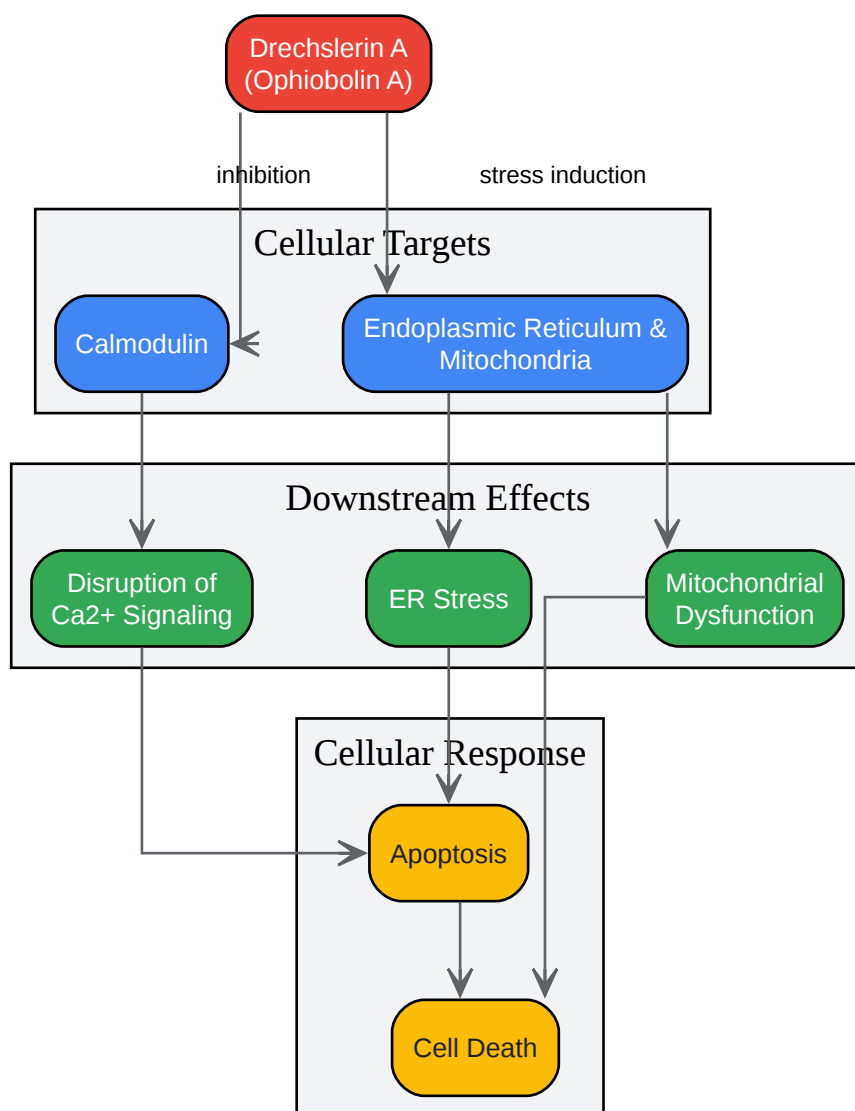 Drechslerin A
(Ophiobolin A)
inhibition
stress induction
Cellular Targets
Calmodulin
Endoplasmic Reticulum &
Mitochondria
Downstream Effects
Disruption of
Ca2+ Signaling
ER Stress
Mitochondrial
Dysfunction
Cellular Response
Apoptosis
Cell Death